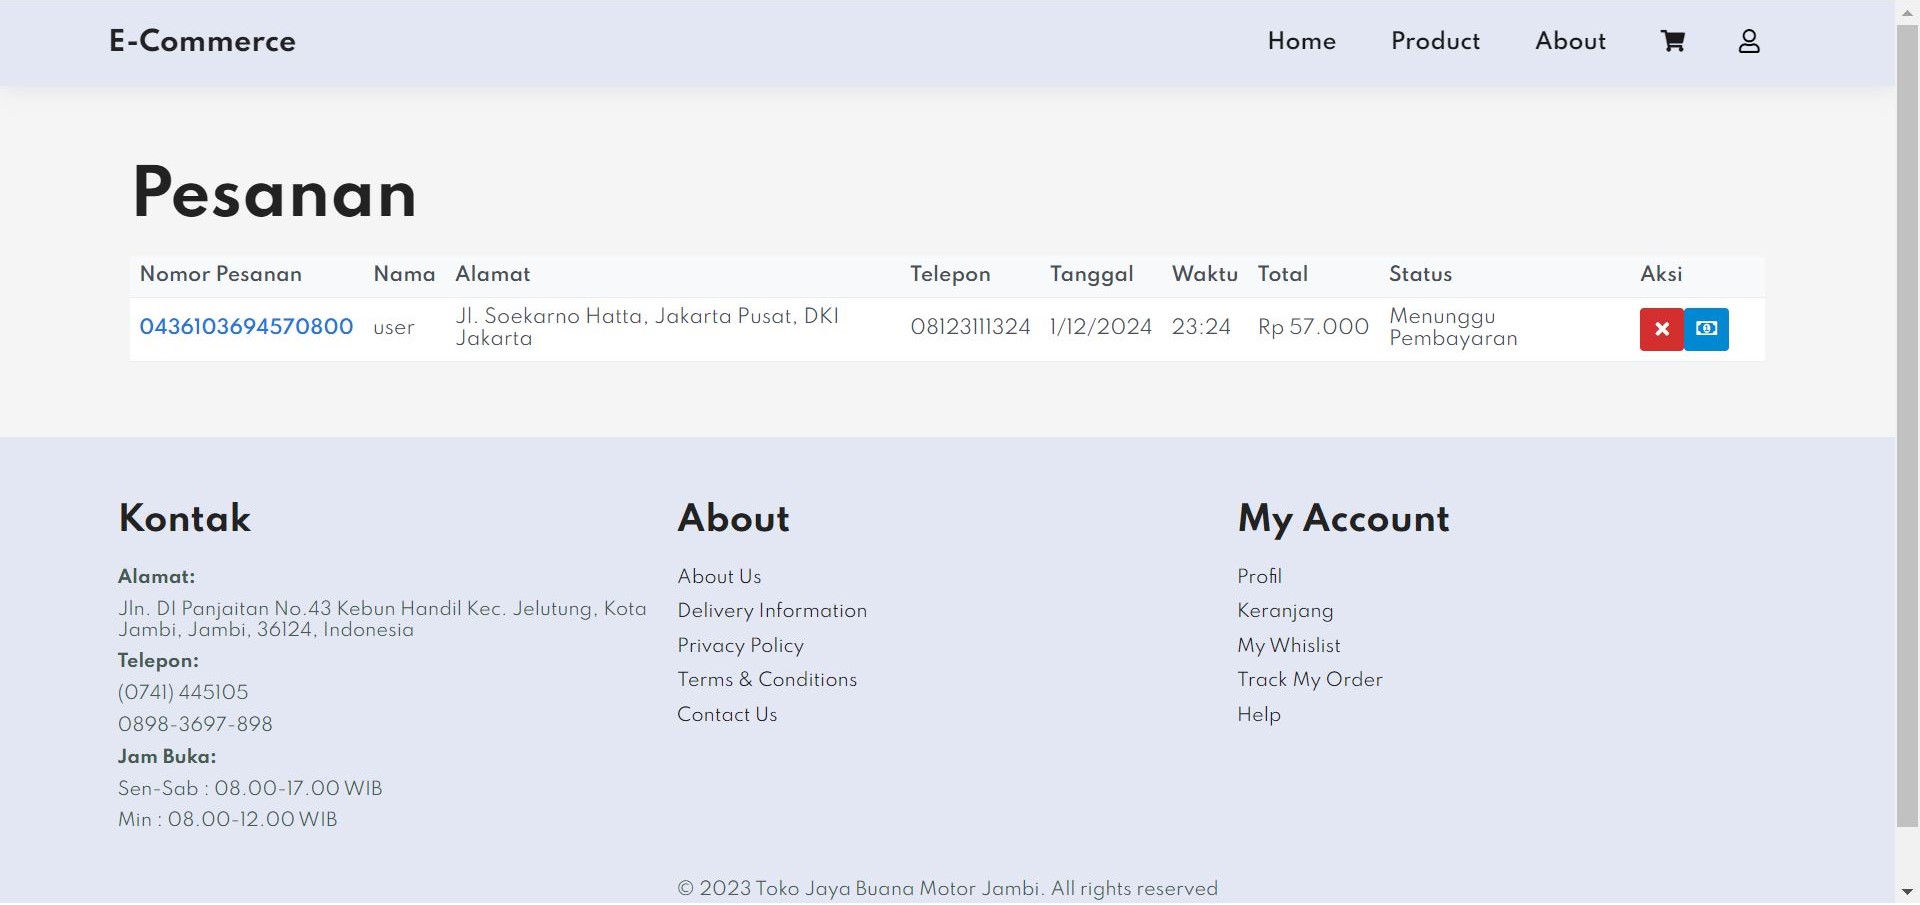 E-Commerce
Home Product About
Pesanan
Nomor Pesanan Nama Alamat Telepon Tanggal Waktu Total Status Aksi
0436103694570800 user Jl. Soekarno Hatta, Jakarta Pusat, DKI Jakarta 08123111324 1/12/2024 23:24 Rp 57.000 Menunggu Pembayaran
Kontak
Alamat:
Jln. DI Panjaitan No.43 Kebun Handil Kec. Jelutung, Kota
Jambi, Jambi, 36124, Indonesia
Telepon:
(0741) 445105
0898-3697-898
Jam Buka:
Sen-Sab : 08.00-17.00 WIB
Min : 08.00-12.00 WIB
About
About Us
Delivery Information
Privacy Policy
Terms & Conditions
Contact Us
My Account
Profil
Keranjang
My Whislist
Track My Order
Help
© 2023 Toko Jaya Buana Motor Jambi. All rights reserved